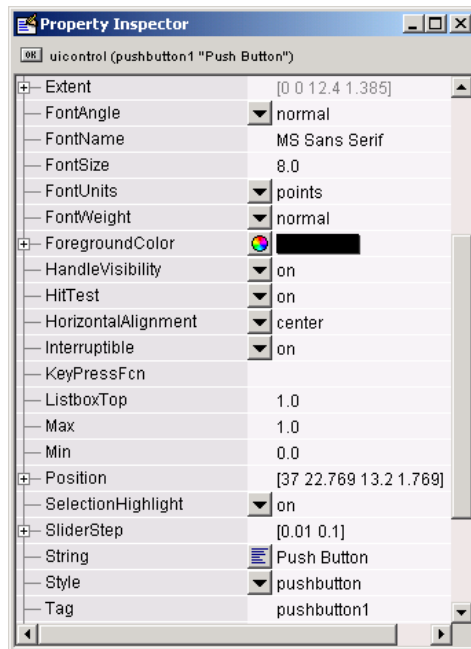 Property Inspector
OK uicontrol (pushbutton1 "Push Button")
Extent [0 0 12.4 1.385]
FontAngle normal
FontName MS Sans Serif
FontSize 8.0
FontUnits points
FontWeight normal
ForegroundColor
HandleVisibility on
HitTest on
HorizontalAlignment center
Interruptible on
KeyPressFcn
ListboxTop 1.0
Max 1.0
Min 0.0
Position [37 22.769 13.2 1.769]
SelectionHighlight on
SliderStep [0.01 0.1]
String Push Button
Style pushbutton
Tag pushbutton1